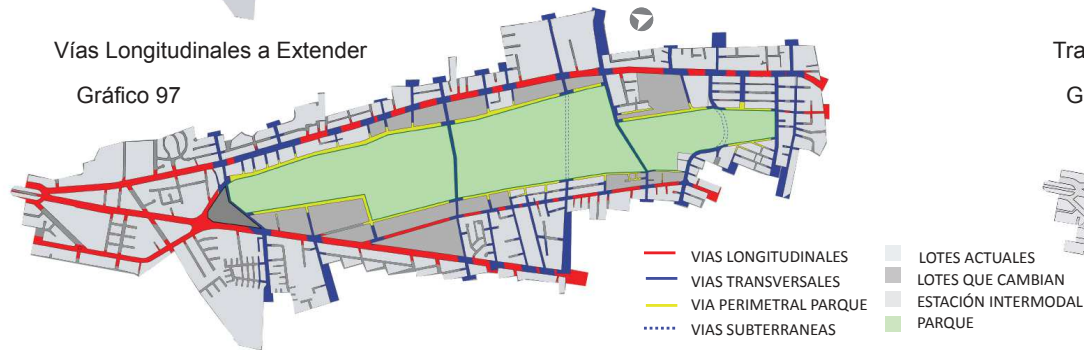 Vías Longitudinales a Extender
Gráfico 97
Tra
G
VIAS LONGITUDINALES
VIAS TRANSVERSALES
VIA PERIMETRAL PARQUE
VIAS SUBTERRANEAS
LOTES ACTUALES
LOTES QUE CAMBIAN
ESTACIÓN INTERMODAL
PARQUE